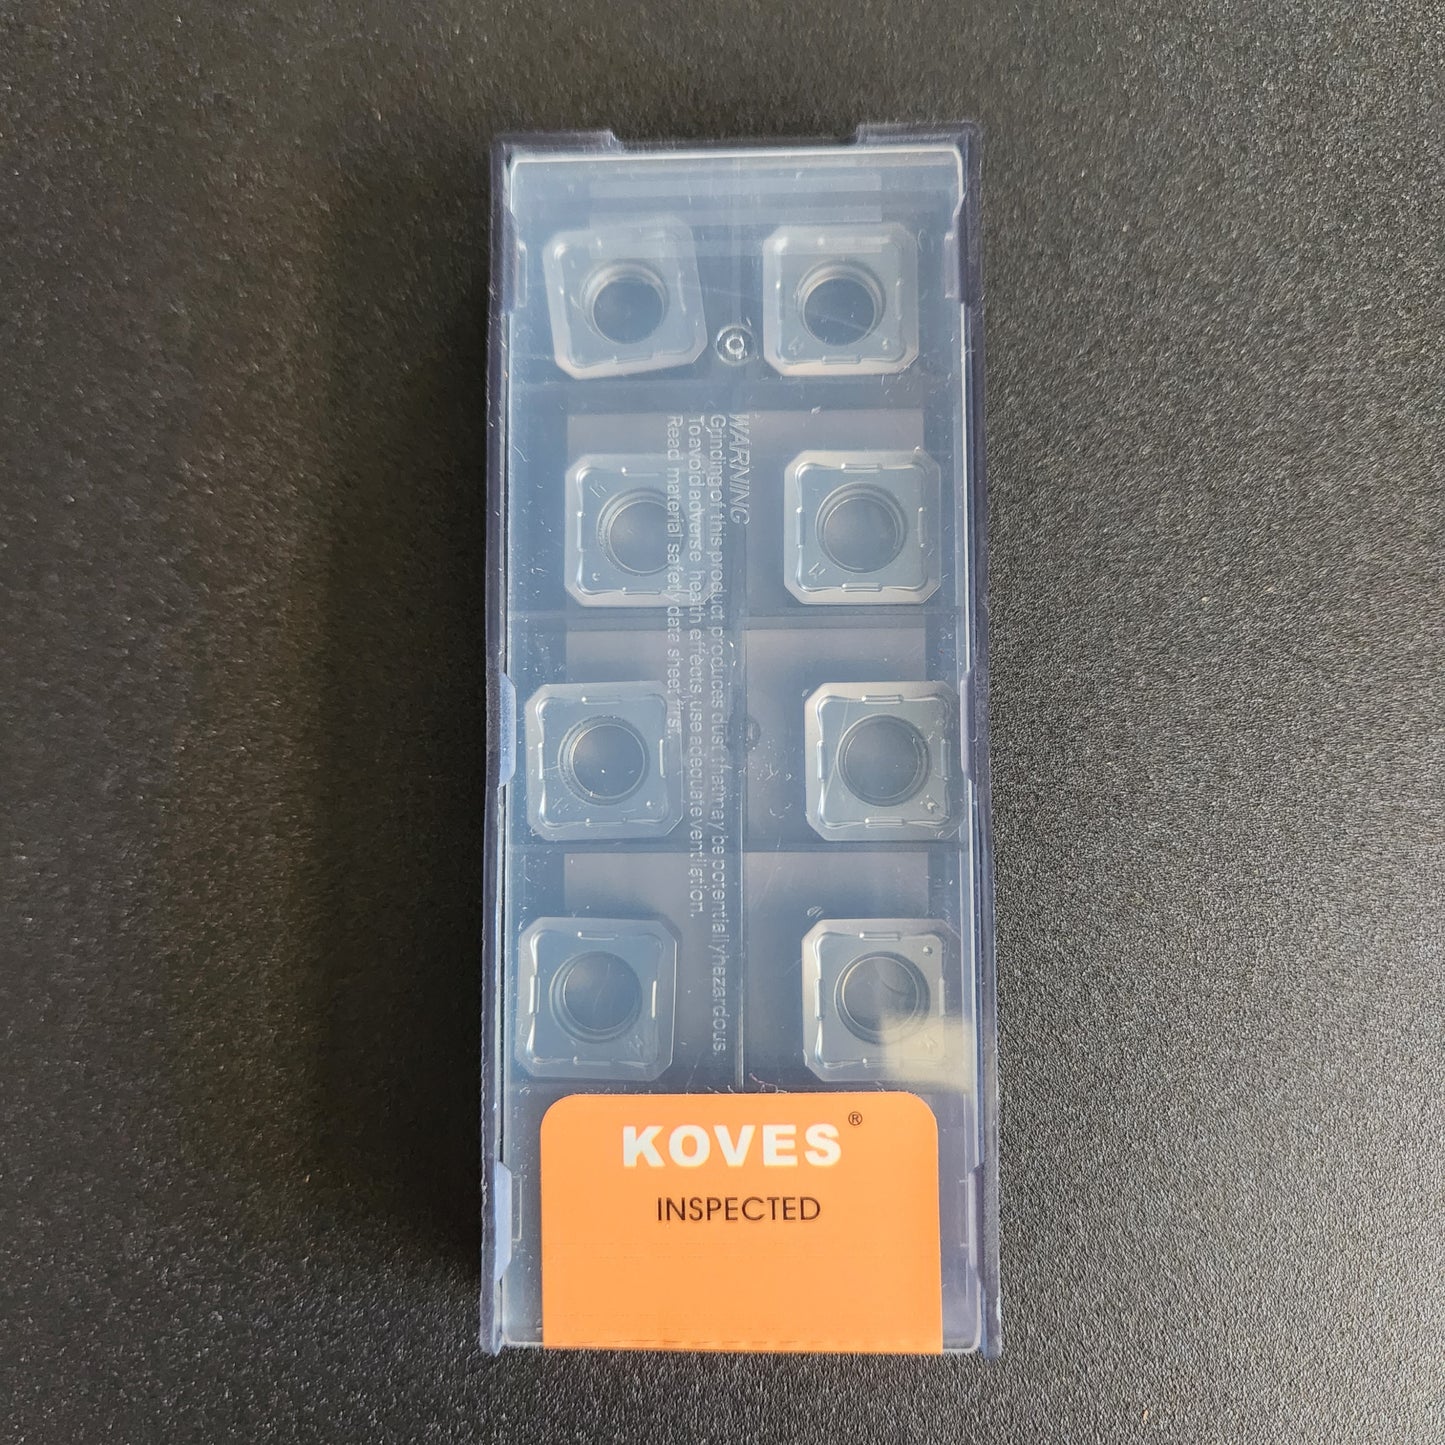 WARNING
Grinding of this product produces dust that may be potentially hazardous.
To avoid adverse health effects, use adequate ventilation.
Read material safety data sheet first.
KOVES®
INSPECTED